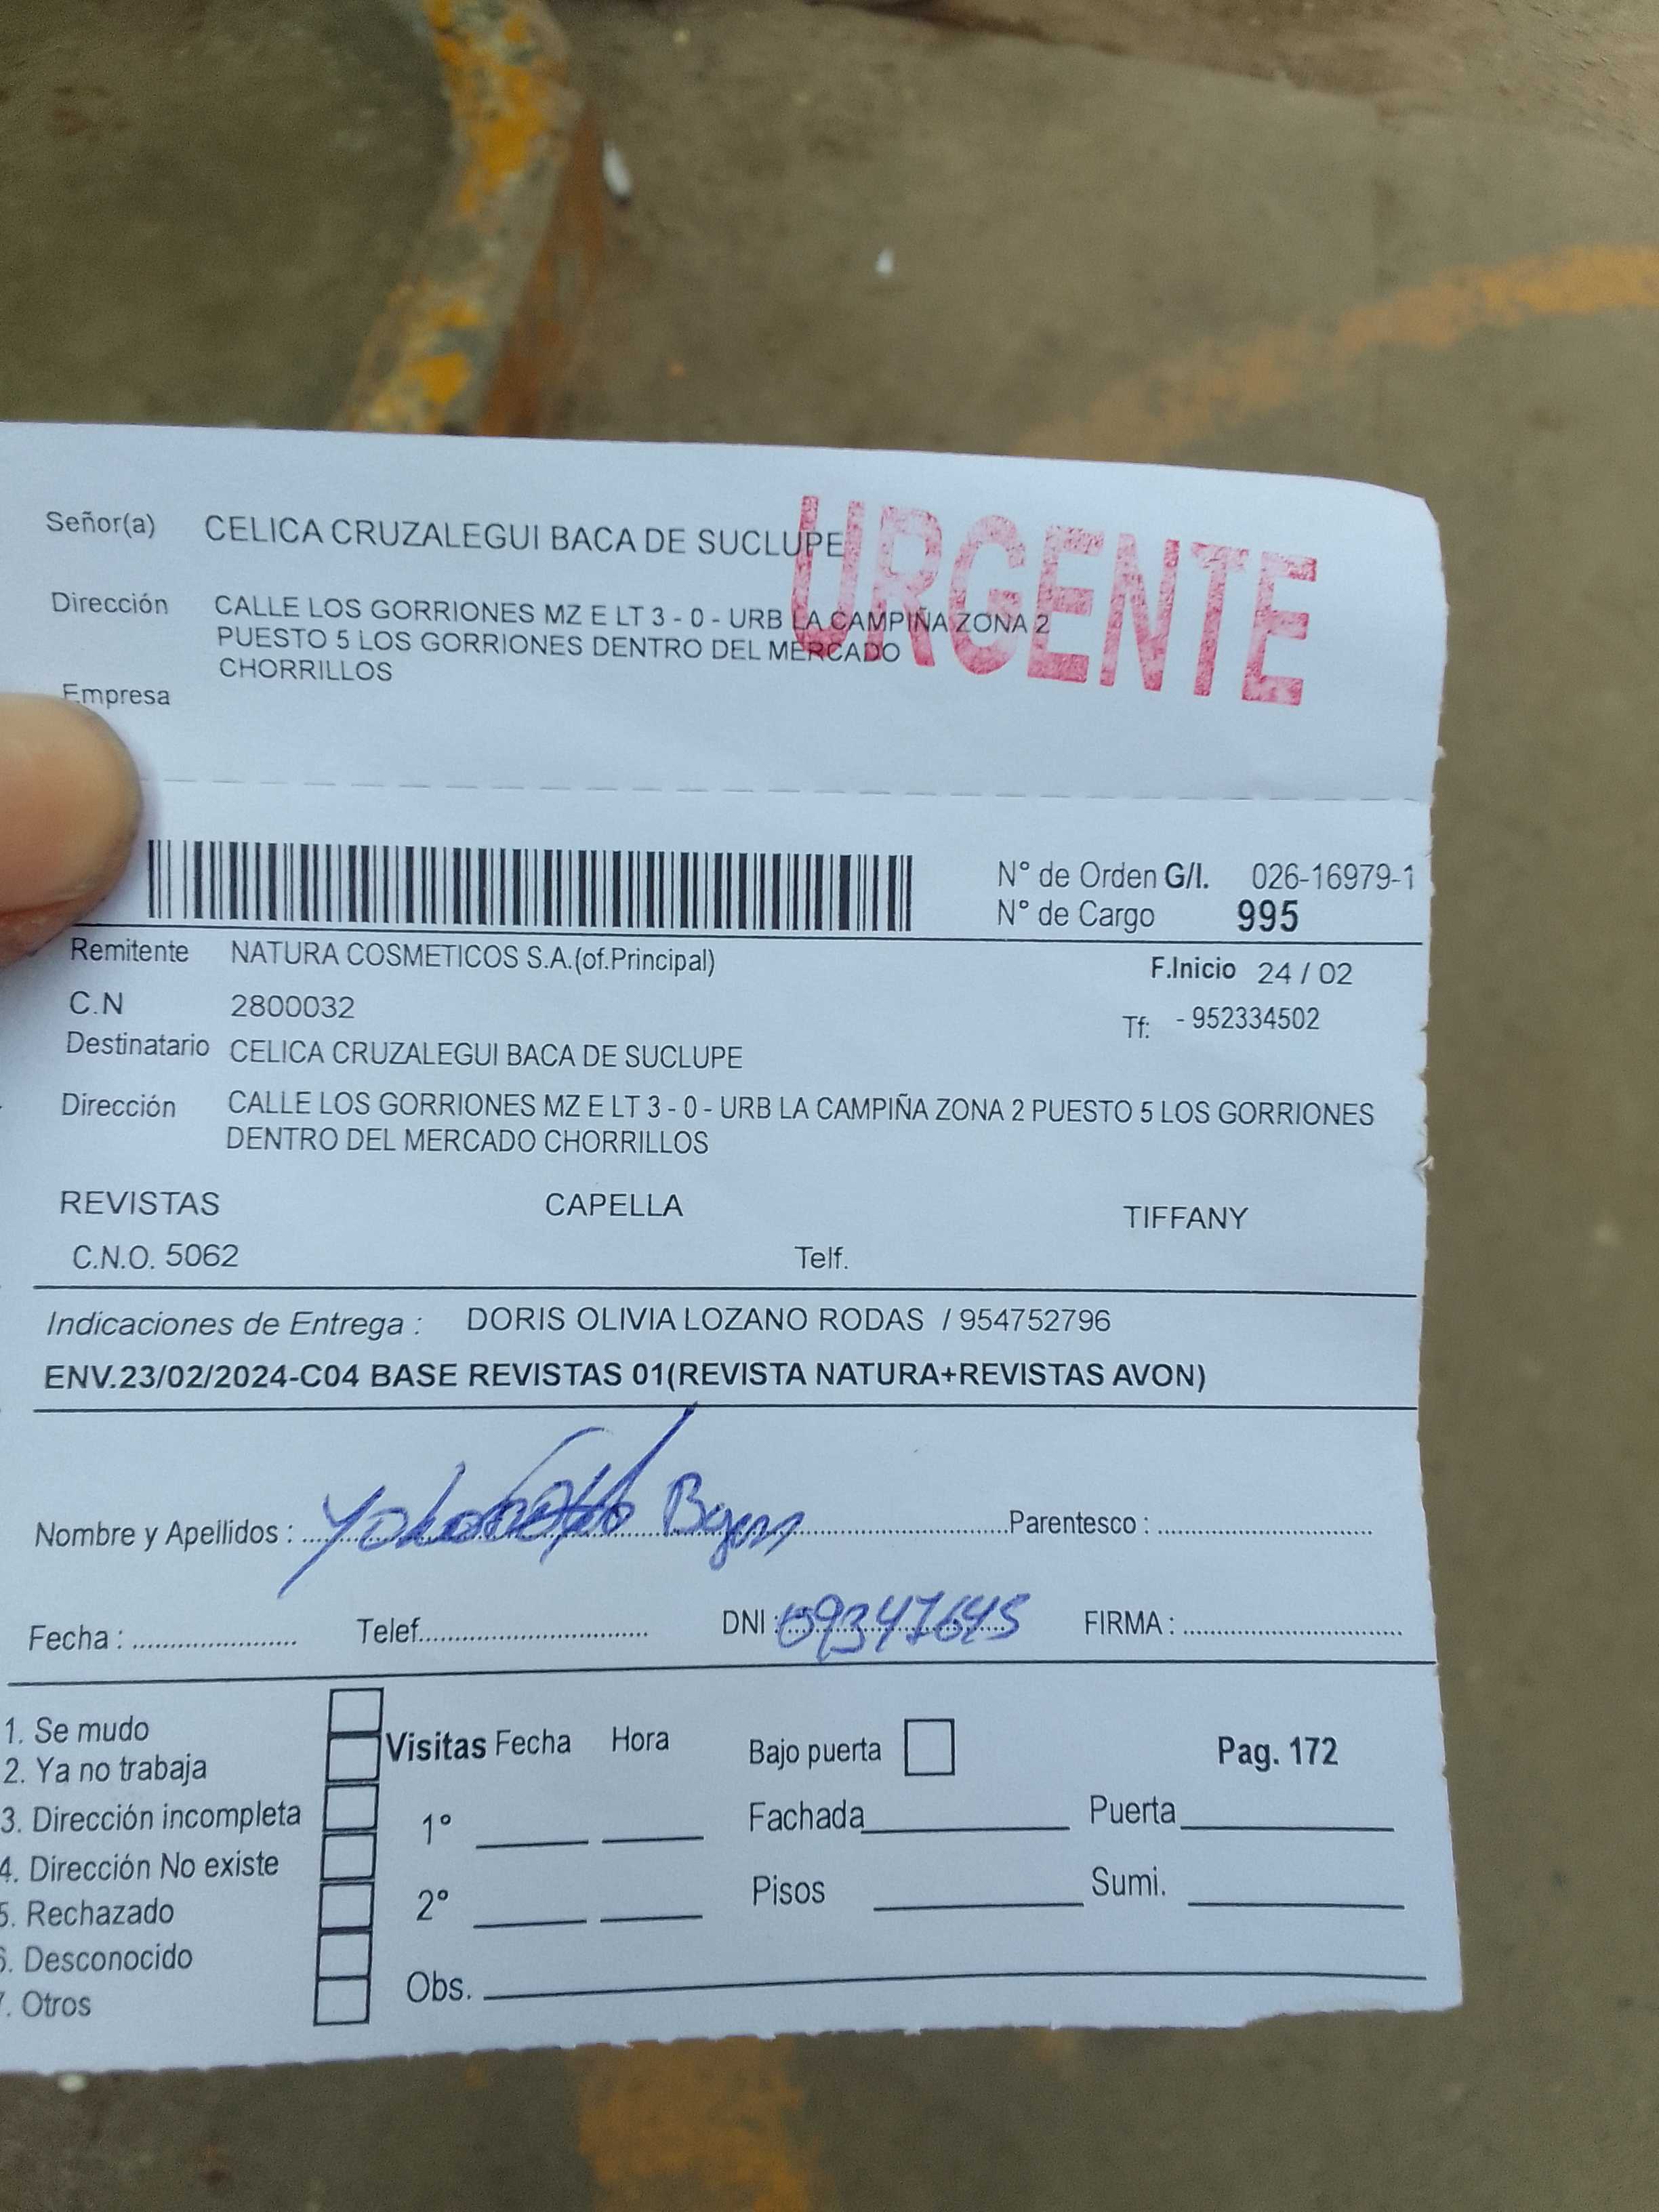 Señor(a) CELICA CRUZALEGUI BACA DE SUCLUPE
URGENTE
Dirección CALLE LOS GORRIONES MZ E LT 3 - 0 - URB LA CAMPIÑA ZONA 2
PUESTO 5 LOS GORRIONES DENTRO DEL MERCADO
CHORRILLOS
Empresa
N° de Orden G/I. 026-16979-1
N° de Cargo 995
Remitente NATURA COSMETICOS S.A.(of.Principal) F.Inicio 24 / 02
C.N 2800032 Tf: - 952334502
Destinatario CELICA CRUZALEGUI BACA DE SUCLUPE
Dirección CALLE LOS GORRIONES MZ E LT 3 - 0 - URB LA CAMPIÑA ZONA 2 PUESTO 5 LOS GORRIONES
DENTRO DEL MERCADO CHORRILLOS
REVISTAS CAPELLA TIFFANY
C.N.O. 5062 Telf.
Indicaciones de Entrega : DORIS OLIVIA LOZANO RODAS / 954752796
ENV.23/02/2024-C04 BASE REVISTAS 01(REVISTA NATURA+REVISTAS AVON)
Nombre y Apellidos : Parentesco :
Fecha : Telef. DNI : 09347645 FIRMA :
1. Se mudo
2. Ya no trabaja
3. Dirección incompleta
4. Dirección No existe
5. Rechazado
6. Desconocido
7. Otros
Visitas Fecha Hora Bajo puerta Pag. 172
1° Fachada Puerta
2° Pisos Sumi.
Obs.